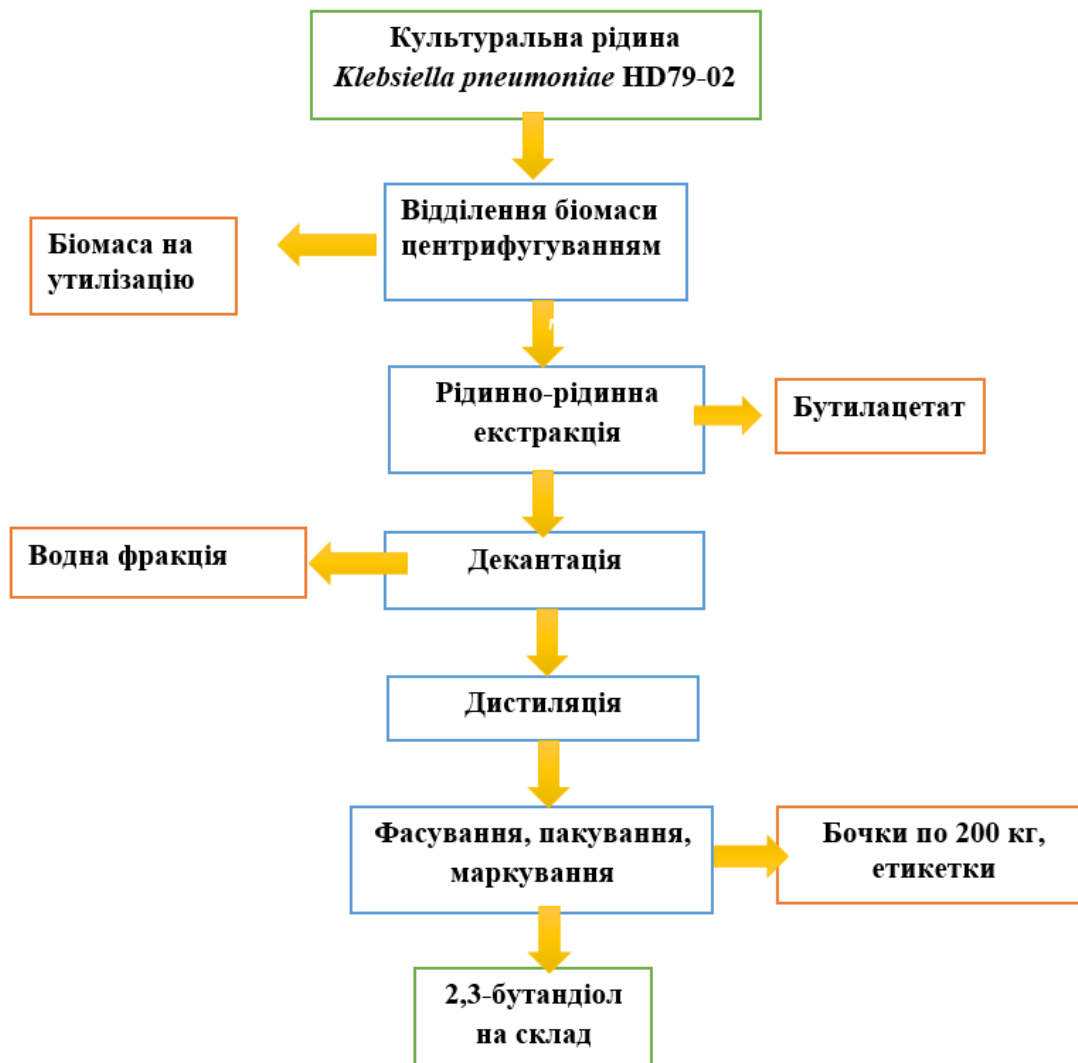 Культуральна рідина
Klebsiella pneumoniae HD79-02
Відділення біомаси
центрифугуванням
Біомаса на
утилізацію
Рідинно-рідинна
екстракція
Бутилацетат
Водна фракція
Декантація
Дистиляція
Фасування, пакування,
маркування
Бочки по 200 кг,
етикетки
2,3-бутандіол
на склад